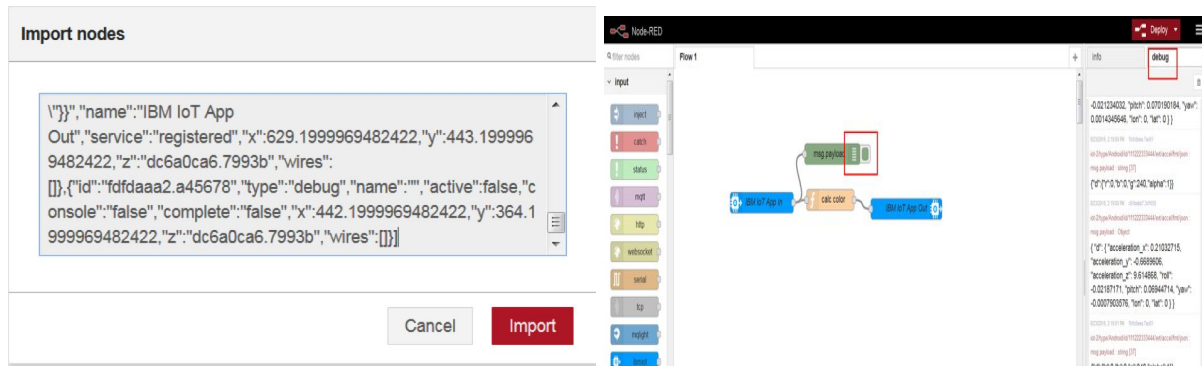 Import nodes
\"}}","name":"IBM IoT App
Out","service":"registered","x":629.1999969482422,"y":443.199996
9482422,"z":"dc6a0ca6.7993b","wires":
[]},{"id":"fdfdaaa2.a45678","type":"debug","name":"","active":false,"c
onsole":"false","complete":"false","x":442.1999969482422,"y":364.1
999969482422,"z":"dc6a0ca6.7993b","wires":[]}]
Cancel
Import
Node-RED
Deploy
filter nodes
Flow 1
+
info
debug
input
inject
catch
status
mqtt
http
websocket
serial
tcp
mqlight
msg.payload
IBM IoT App In
f
calc color
IBM IoT App Out
-0.021234032, "pitch": 0.070190184, "yaw":
0.0014345646, "lon": 0, "lat": 0 } }
msg.payload : string [37]
{"d":{"r":0,"b":0,"g":240,"alpha":1}}
msg.payload : Object
{ "d": { "acceleration_x": 0.21032715,
"acceleration_y": -0.6689606,
"acceleration_z": 9.614868, "roll":
-0.02187171, "pitch": 0.06944714, "yaw":
-0.0007903576, "lon": 0, "lat": 0 } }
msg.payload : string [37]